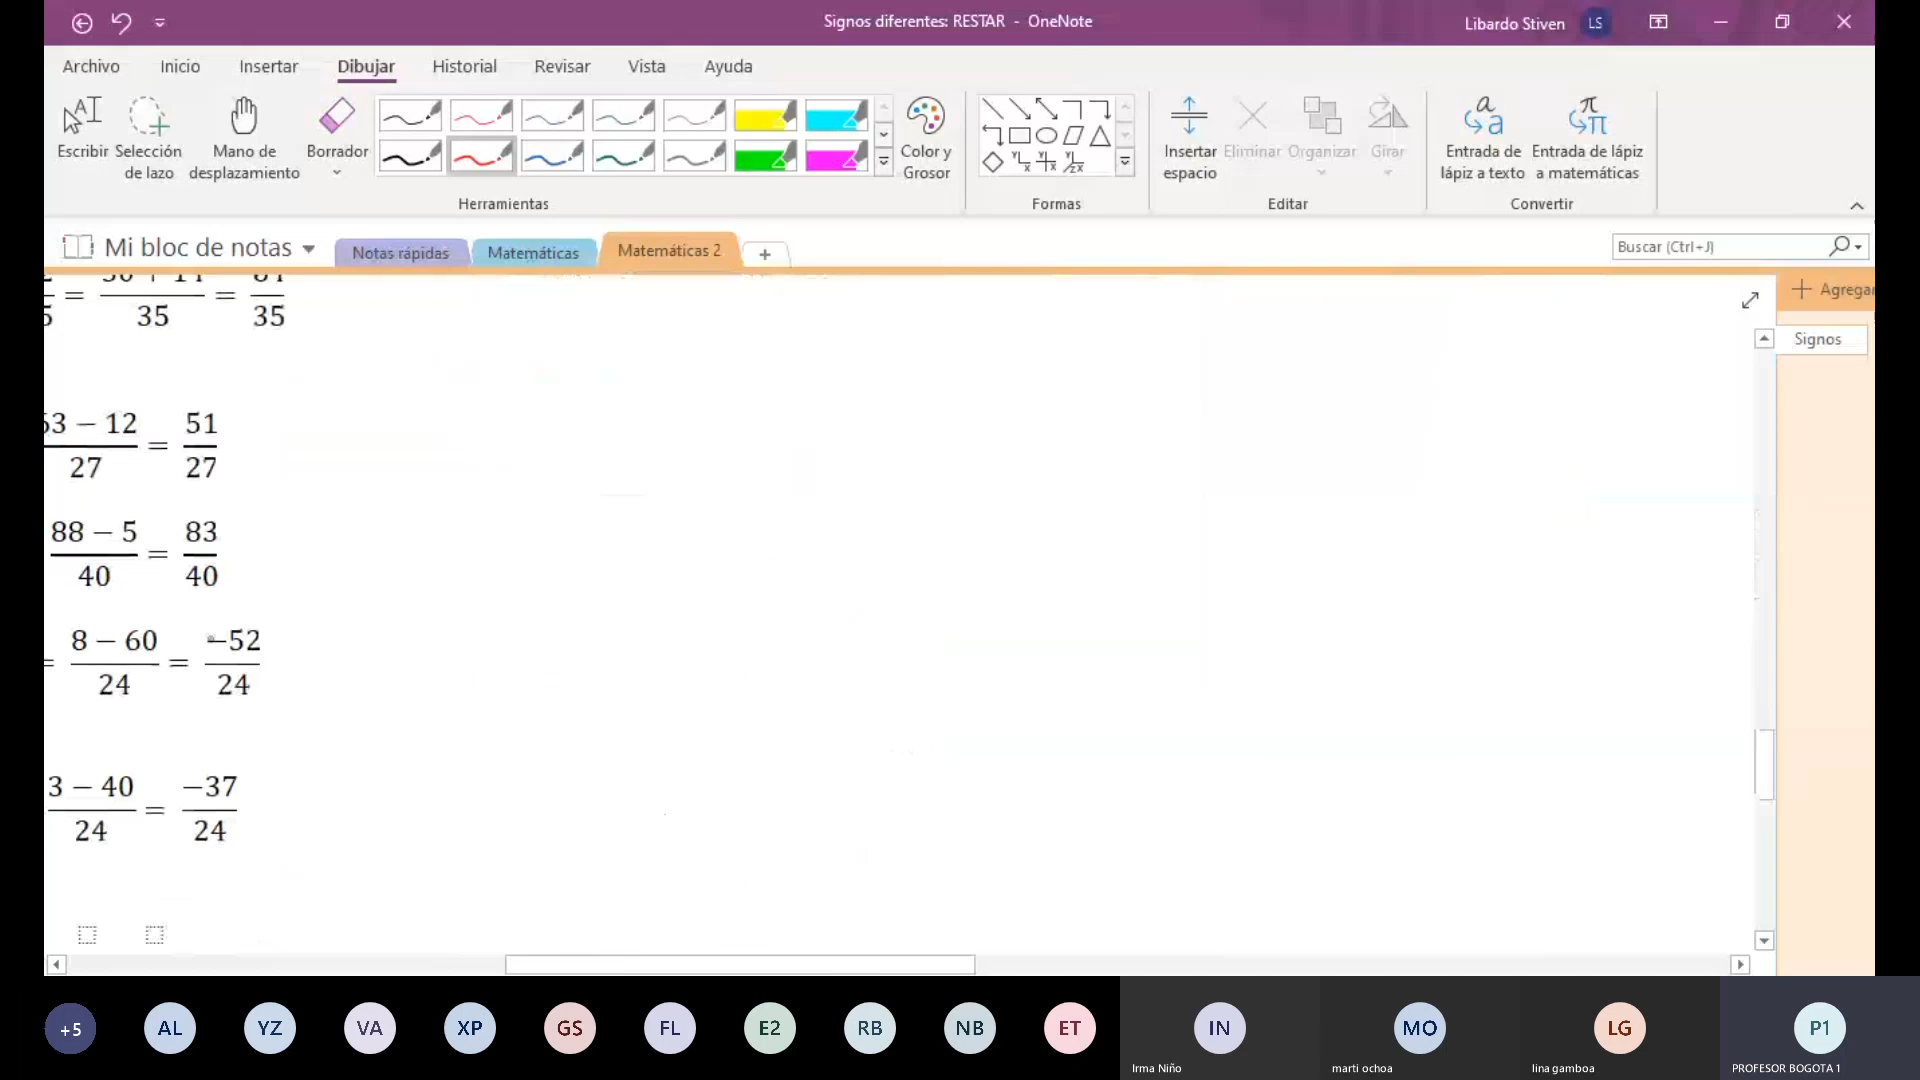 Signos diferentes: RESTAR - OneNote
Libardo Stiven LS
Archivo Inicio Insertar Dibujar Historial Revisar Vista Ayuda
Escribir
Selección de lazo
Mano de desplazamiento
Borrador
Color y Grosor
Insertar espacio
Eliminar
Organizar
Girar
Entrada de lápiz a texto
Entrada de lápiz a matemáticas
Herramientas Formas Editar Convertir
Mi bloc de notas Notas rápidas Matemáticas Matemáticas 2 +
Buscar (Ctrl+J)
Agrega
Signos
= /35 = /35
3 − 12/27 = 51/27
88 − 5/40 = 83/40
= 8 − 60/24 = −52/24
3 − 40/24 = −37/24
+5 AL YZ VA XP GS FL E2 RB NB ET IN MO LG P1
Irma Niño marti ochoa lina gamboa PROFESOR BOGOTA 1